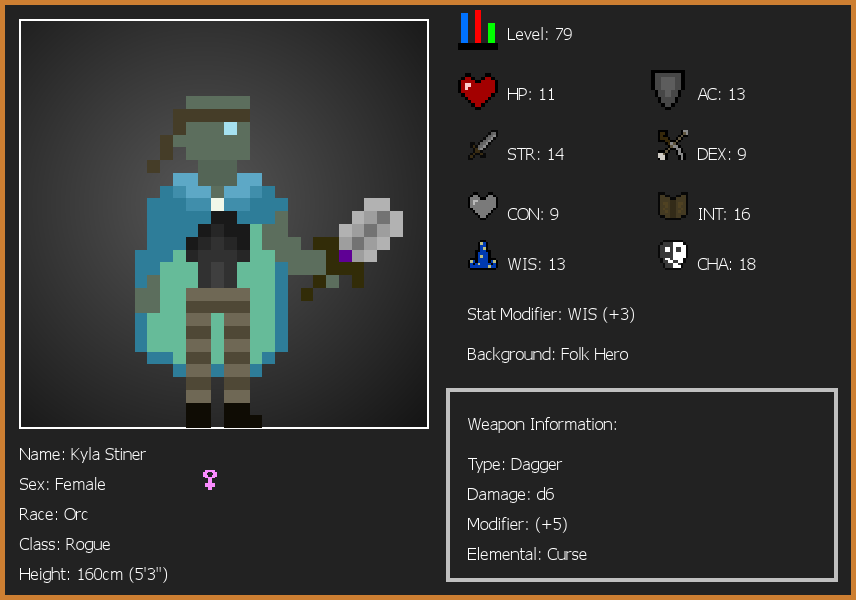 Level: 79
HP: 11
AC: 13
STR: 14
DEX: 9
CON: 9
INT: 16
WIS: 13
CHA: 18
Stat Modifier: WIS (+3)
Background: Folk Hero
Weapon Information:
Type: Dagger
Damage: d6
Modifier: (+5)
Elemental: Curse
Name: Kyla Stiner
Sex: Female
Race: Orc
Class: Rogue
Height: 160cm (5'3")